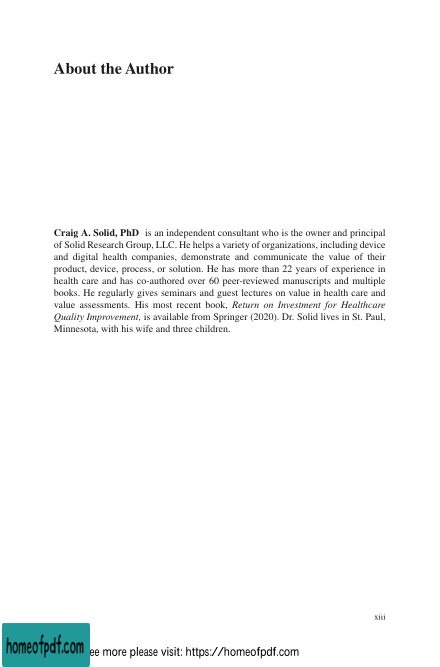 About the Author
Craig A. Solid, PhD is an independent consultant who is the owner and principal
of Solid Research Group, LLC. He helps a variety of organizations, including device
and digital health companies, demonstrate and communicate the value of their
product, device, process, or solution. He has more than 22 years of experience in
health care and has co-authored over 60 peer-reviewed manuscripts and multiple
books. He regularly gives seminars and guest lectures on value in health care and
value assessments. His most recent book, Return on Investment for Healthcare
Quality Improvement, is available from Springer (2020). Dr. Solid lives in St. Paul,
Minnesota, with his wife and three children.
xiii
homeofpdf.com
ee more please visit: https://homeofpdf.com